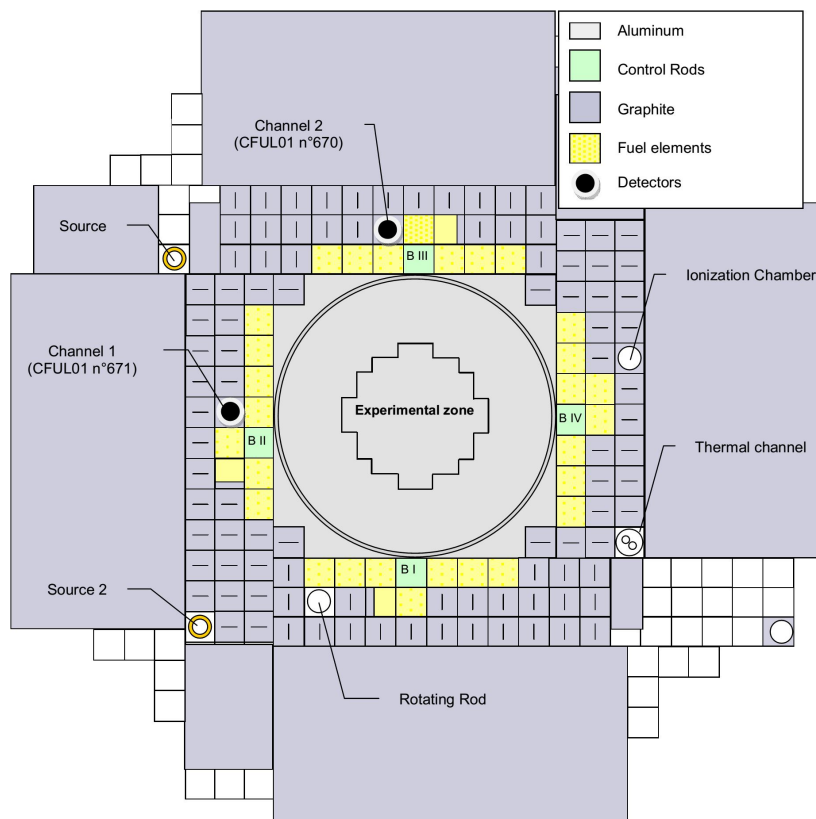 Aluminum
Control Rods
Graphite
Fuel elements
Detectors
Channel 2
(CFUL01 n°670)
Source
B III
Ionization Chamber
Channel 1
(CFUL01 n°671)
Experimental zone
B IV
B II
Thermal channel
B I
Source 2
Rotating Rod